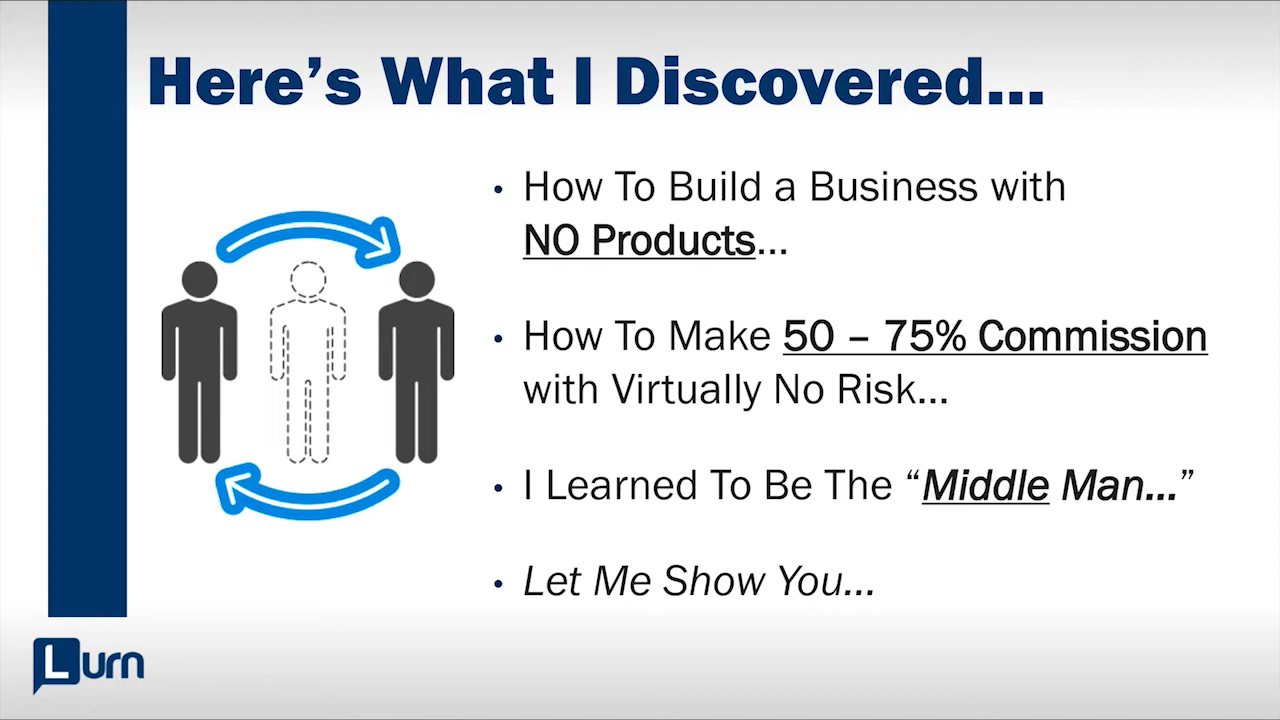 Here’s What I Discovered...
• How To Build a Business with
NO Products...
• How To Make 50 – 75% Commission
with Virtually No Risk...
• I Learned To Be The “Middle Man...”
• Let Me Show You...
Lurn